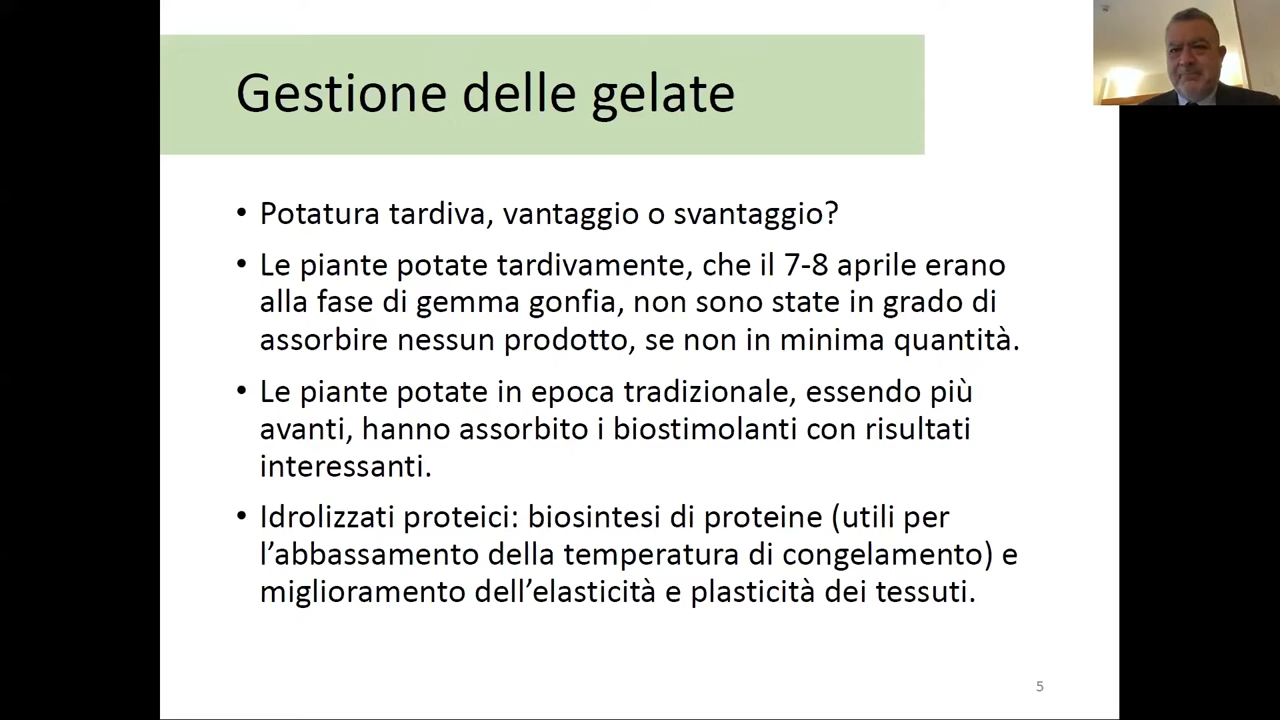 Gestione delle gelate
• Potatura tardiva, vantaggio o svantaggio?
• Le piante potate tardivamente, che il 7-8 aprile erano
alla fase di gemma gonfia, non sono state in grado di
assorbire nessun prodotto, se non in minima quantità.
• Le piante potate in epoca tradizionale, essendo più
avanti, hanno assorbito i biostimolanti con risultati
interessanti.
• Idrolizzati proteici: biosintesi di proteine (utili per
l’abbassamento della temperatura di congelamento) e
miglioramento dell’elasticità e plasticità dei tessuti.
5